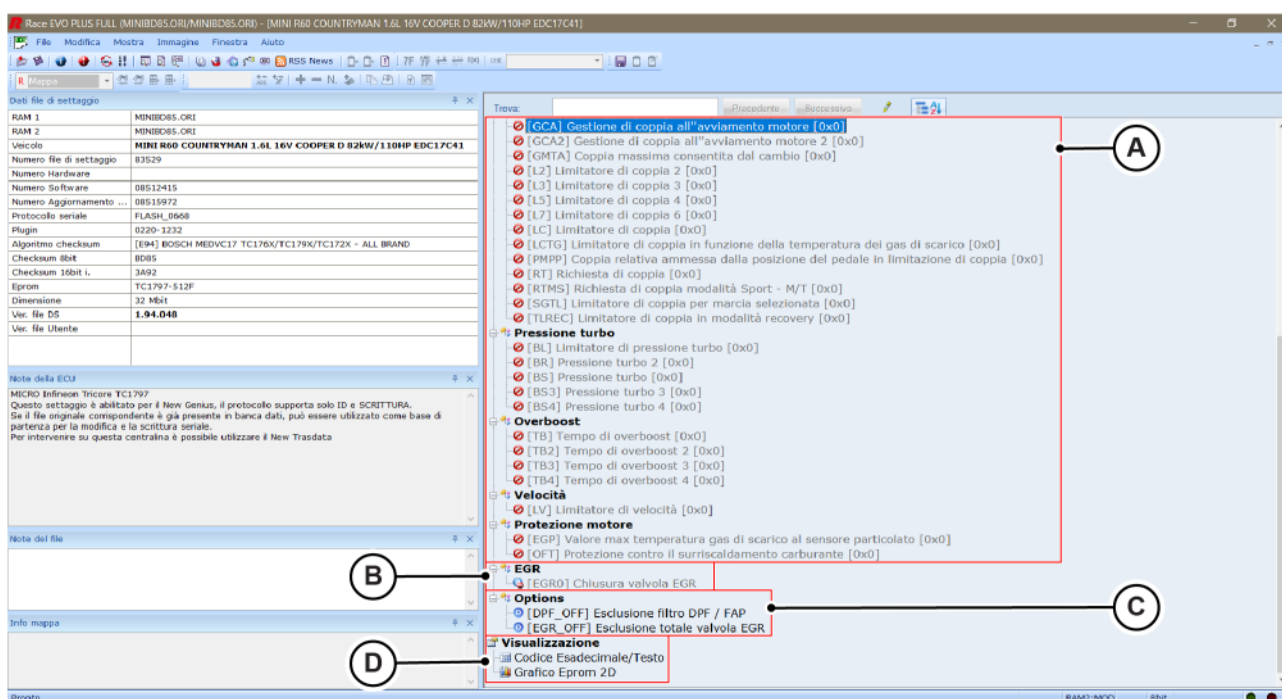 Race EVO PLUS FULL (MINIBD85.ORI/MINIBD85.ORI) - [MINI R60 COUNTRYMAN 1.6L 16V COOPER D 82kW/110HP EDC17C41]
File Modifica Mostra Immagine Finestra Aiuto
RSS News
R Mappa
N.
Dati file di settaggio
RAM 1 MINIBD85.ORI
RAM 2 MINIBD85.ORI
Veicolo MINI R60 COUNTRYMAN 1.6L 16V COOPER D 82kW/110HP EDC17C41
Numero file di settaggio 83529
Numero Hardware
Numero Software 08512415
Numero Aggiornamento ... 08515972
Protocollo seriale FLASH_0668
Plugin 0220-1232
Algoritmo checksum [E94] BOSCH MEDVC17 TC176X/TC179X/TC172X - ALL BRAND
Checksum 8bit BD85
Checksum 16bit i. 3A92
Eprom TC1797-512F
Dimensione 32 Mbit
Ver. file DS 1.94.048
Ver. file Utente
Note della ECU
MICRO Infineon Tricore TC1797
Questo settaggio è abilitato per il New Genius, il protocollo supporta solo ID e SCRITTURA.
Se il file originale corrispondente è già presente in banca dati, può essere utilizzato come base di
partenza per la modifica e la scrittura seriale.
Per intervenire su questa centralina è possibile utilizzare il New Trasdata
Note del file
Info mappa
Trova: Precedente Successivo
[GCA] Gestione di coppia all''avviamento motore [0x0]
[GCA2] Gestione di coppia all''avviamento motore 2 [0x0]
[GMTA] Coppia massima consentita dal cambio [0x0]
[L2] Limitatore di coppia 2 [0x0]
[L3] Limitatore di coppia 3 [0x0]
[L5] Limitatore di coppia 4 [0x0]
[L7] Limitatore di coppia 6 [0x0]
[LC] Limitatore di coppia [0x0]
[LCTG] Limitatore di coppia in funzione della temperatura dei gas di scarico [0x0]
[PMPP] Coppia relativa ammessa dalla posizione del pedale in limitazione di coppia [0x0]
[RT] Richiesta di coppia [0x0]
[RTMS] Richiesta di coppia modalità Sport - M/T [0x0]
[SGTL] Limitatore di coppia per marcia selezionata [0x0]
[TLREC] Limitatore di coppia in modalità recovery [0x0]
Pressione turbo
[BL] Limitatore di pressione turbo [0x0]
[BR] Pressione turbo 2 [0x0]
[BS] Pressione turbo [0x0]
[BS3] Pressione turbo 3 [0x0]
[BS4] Pressione turbo 4 [0x0]
Overboost
[TB] Tempo di overboost [0x0]
[TB2] Tempo di overboost 2 [0x0]
[TB3] Tempo di overboost 3 [0x0]
[TB4] Tempo di overboost 4 [0x0]
Velocità
[LV] Limitatore di velocità [0x0]
Protezione motore
[EGP] Valore max temperatura gas di scarico al sensore particolato [0x0]
[OFT] Protezione contro il surriscaldamento carburante [0x0]
EGR
[EGR0] Chiusura valvola EGR
Options
[DPF_OFF] Esclusione filtro DPF / FAP
[EGR_OFF] Esclusione totale valvola EGR
Visualizzazione
Codice Esadecimale/Testo
Grafico Eprom 2D
A
B
C
D
Pronto RAM2:MOD 8bit